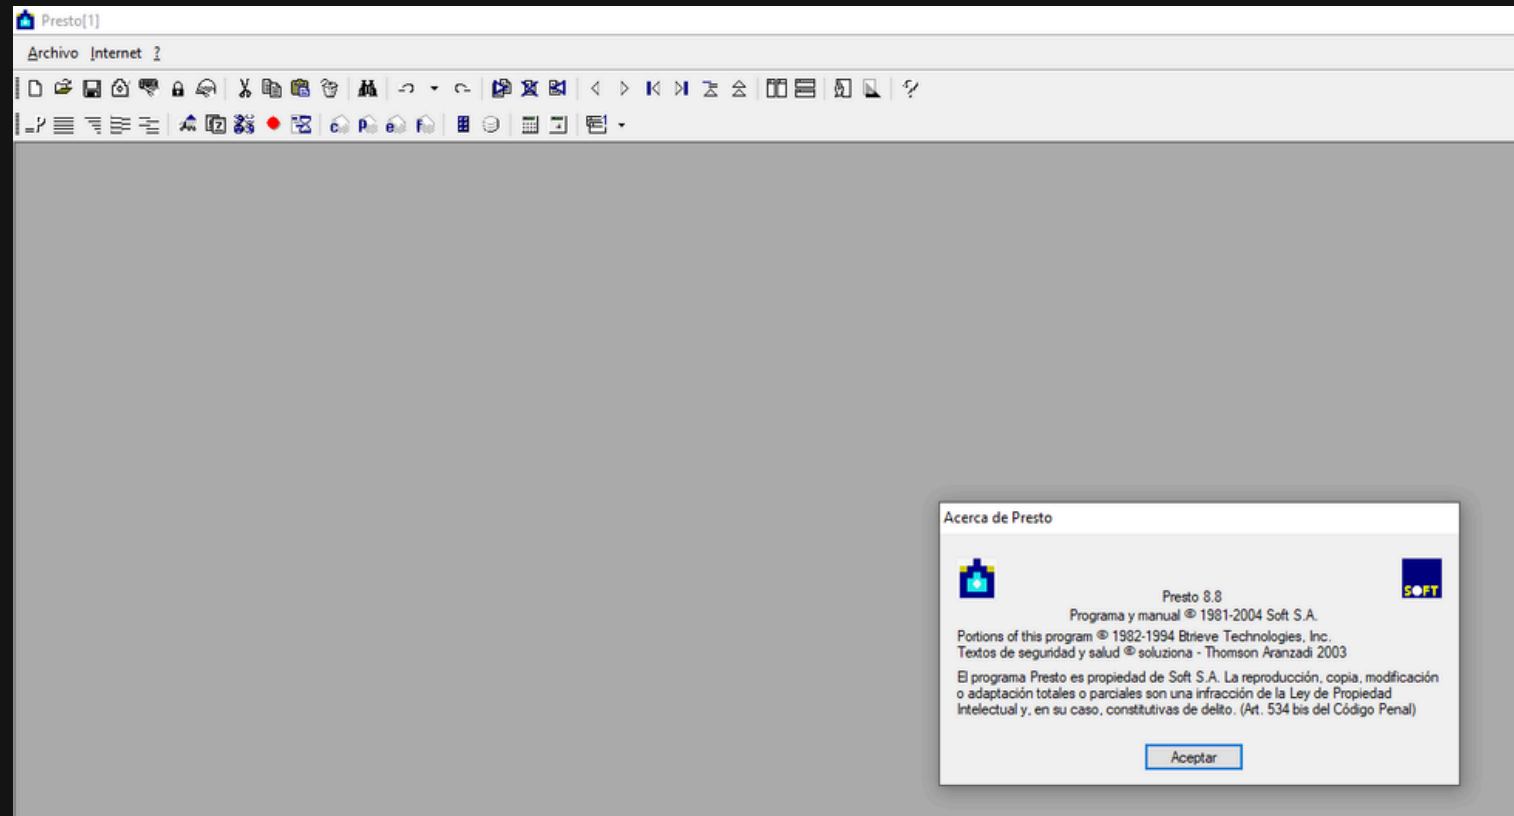 Presto[1]
Archivo Internet ?
Acerca de Presto
SOFT
Presto 8.8
Programa y manual © 1981-2004 Soft S.A.
Portions of this program © 1982-1994 Btrieve Technologies, Inc.
Textos de seguridad y salud © soluziona - Thomson Aranzadi 2003
El programa Presto es propiedad de Soft S.A. La reproducción, copia, modificación
o adaptación totales o parciales son una infracción de la Ley de Propiedad
Intelectual y, en su caso, constitutivas de delito. (Art. 534 bis del Código Penal)
Aceptar